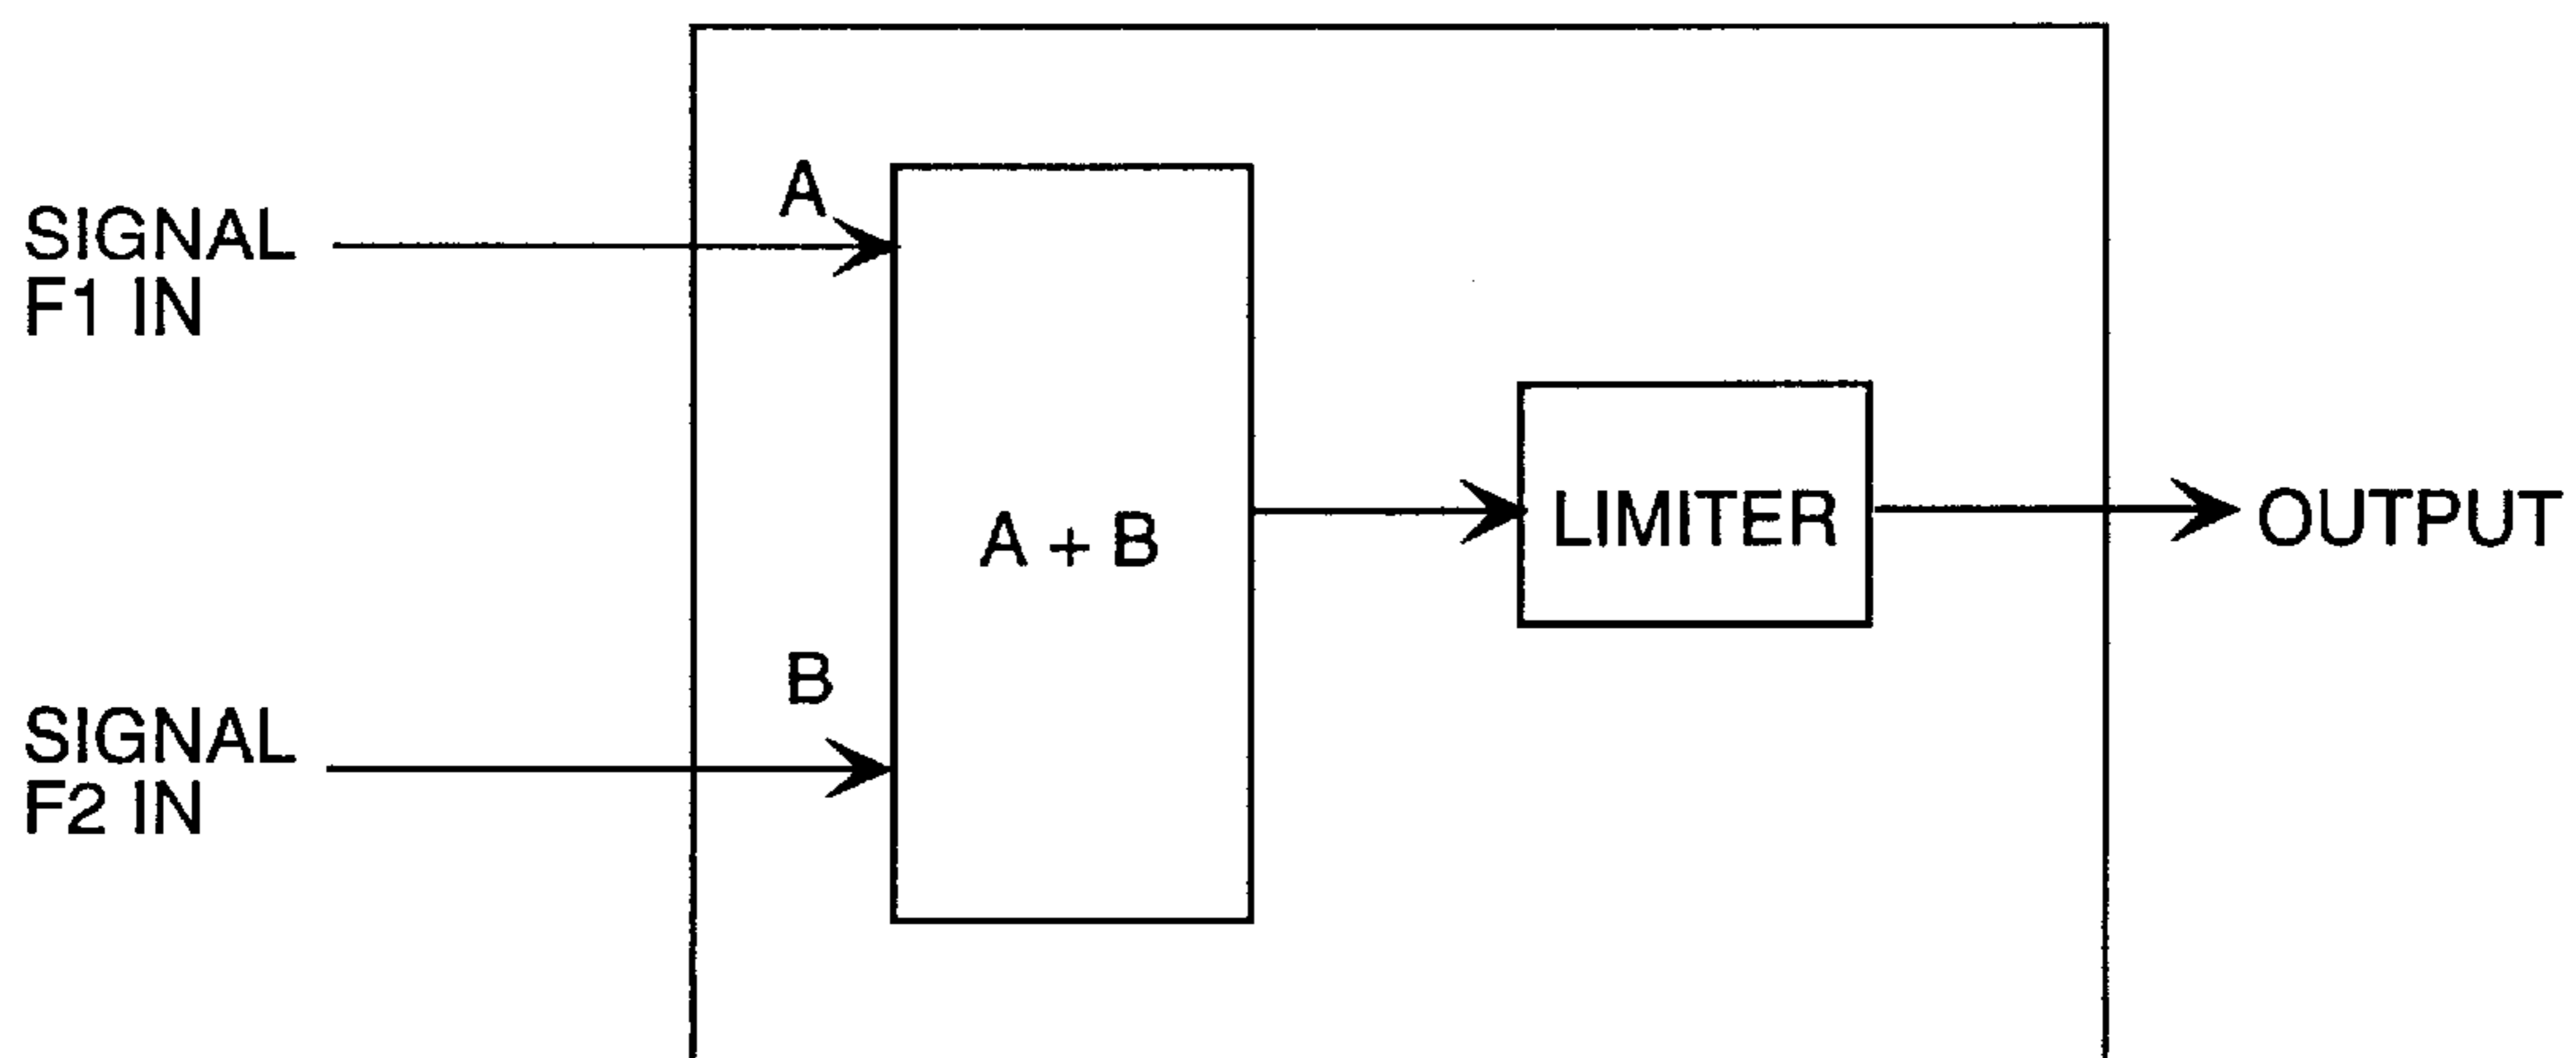 SIGNAL
F1 IN
A
A + B
LIMITER
OUTPUT
B
SIGNAL
F2 IN